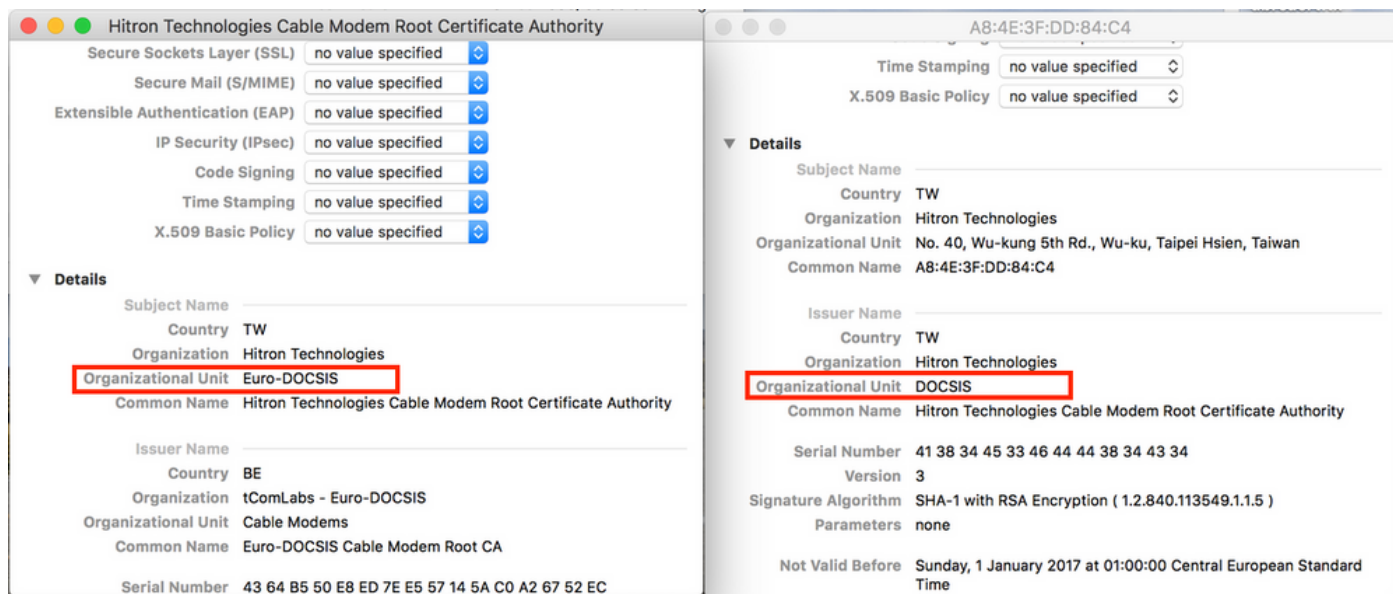 Hitron Technologies Cable Modem Root Certificate Authority
Secure Sockets Layer (SSL) no value specified
Secure Mail (S/MIME) no value specified
Extensible Authentication (EAP) no value specified
IP Security (IPsec) no value specified
Code Signing no value specified
Time Stamping no value specified
X.509 Basic Policy no value specified
Details
Subject Name
Country TW
Organization Hitron Technologies
Organizational Unit Euro-DOCSIS
Common Name Hitron Technologies Cable Modem Root Certificate Authority
Issuer Name
Country BE
Organization tComLabs - Euro-DOCSIS
Organizational Unit Cable Modems
Common Name Euro-DOCSIS Cable Modem Root CA
Serial Number 43 64 B5 50 E8 ED 7E E5 57 14 5A C0 A2 67 52 EC
A8:4E:3F:DD:84:C4
Time Stamping no value specified
X.509 Basic Policy no value specified
Details
Subject Name
Country TW
Organization Hitron Technologies
Organizational Unit No. 40, Wu-kung 5th Rd., Wu-ku, Taipei Hsien, Taiwan
Common Name A8:4E:3F:DD:84:C4
Issuer Name
Country TW
Organization Hitron Technologies
Organizational Unit DOCSIS
Common Name Hitron Technologies Cable Modem Root Certificate Authority
Serial Number 41 38 34 45 33 46 44 44 38 34 43 34
Version 3
Signature Algorithm SHA-1 with RSA Encryption ( 1.2.840.113549.1.1.5 )
Parameters none
Not Valid Before Sunday, 1 January 2017 at 01:00:00 Central European Standard
Time